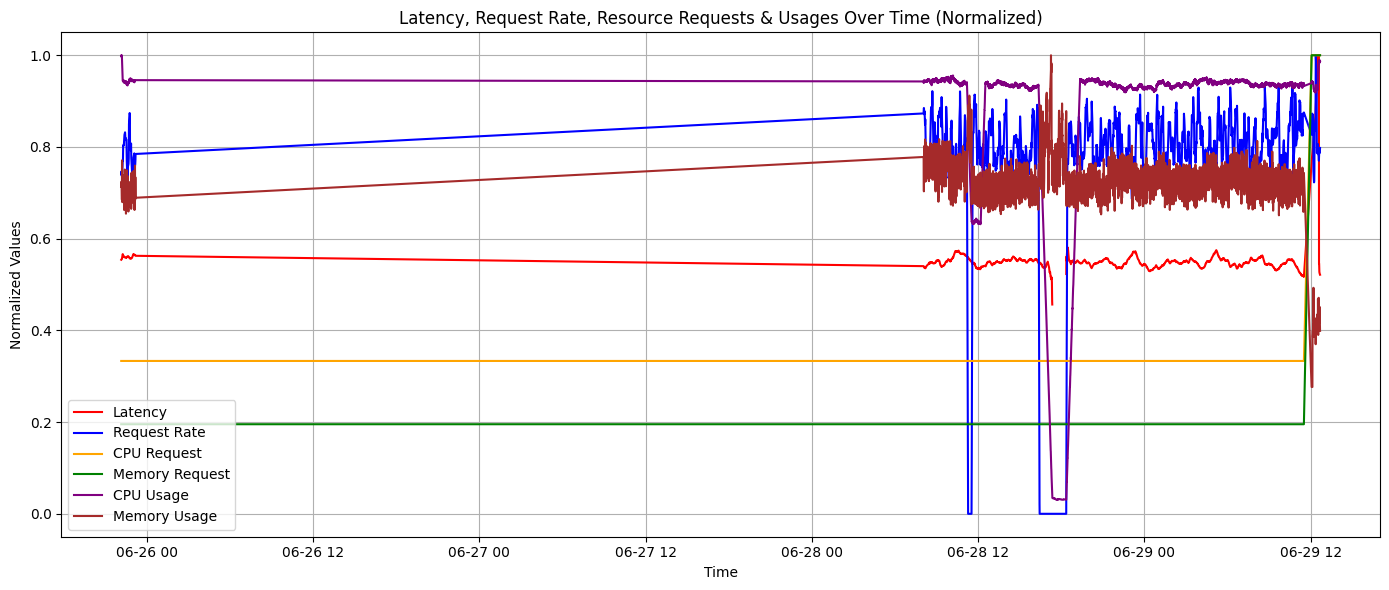 Latency, Request Rate, Resource Requests & Usages Over Time (Normalized)
Normalized Values
1.0
0.8
0.6
0.4
0.2
0.0
Latency
Request Rate
CPU Request
Memory Request
CPU Usage
Memory Usage
06-26 00 06-26 12 06-27 00 06-27 12 06-28 00 06-28 12 06-29 00 06-29 12
Time